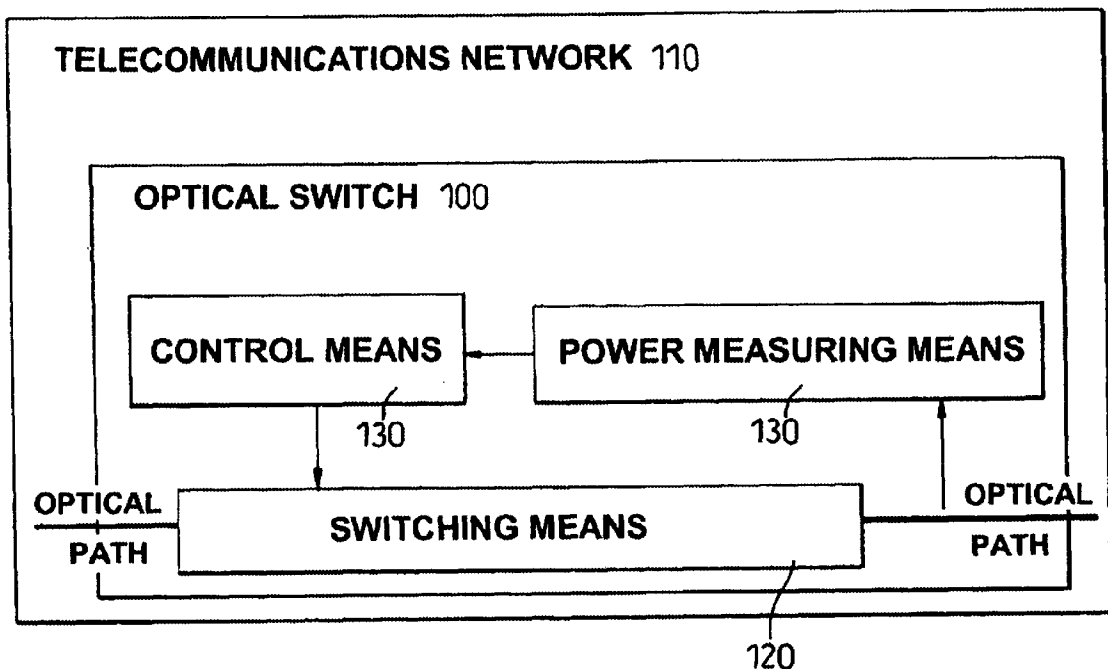 TELECOMMUNICATIONS NETWORK 110
OPTICAL SWITCH 100
CONTROL MEANS
POWER MEASURING MEANS
130
130
OPTICAL
PATH
SWITCHING MEANS
OPTICAL
PATH
120